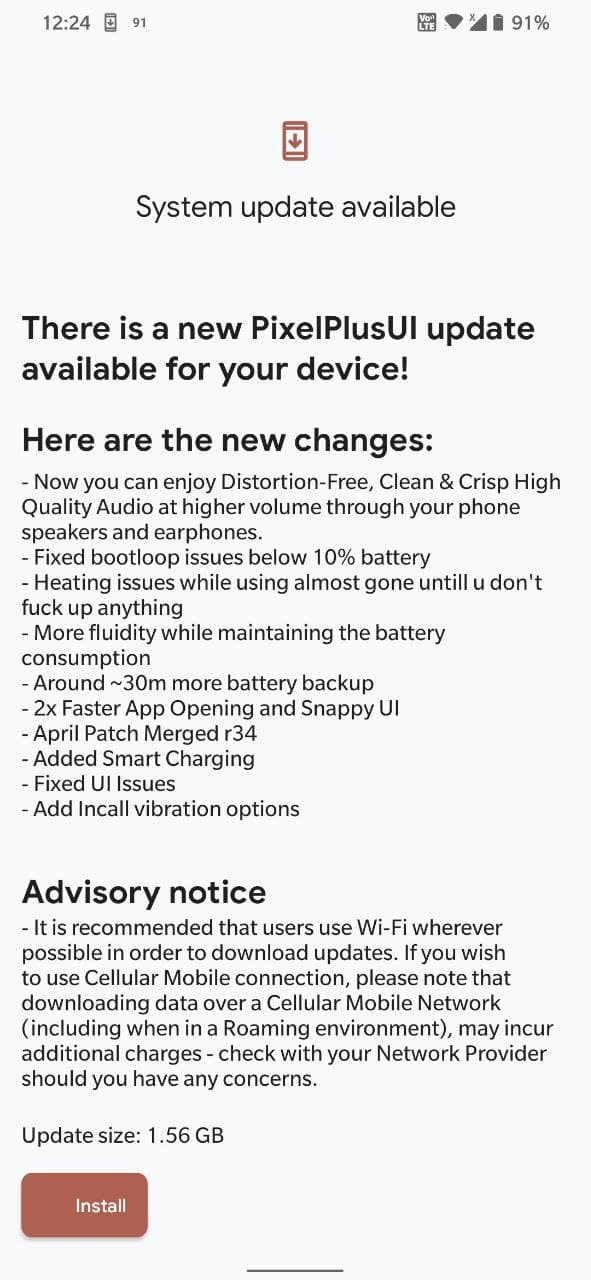 12:24 91 VoD LTE X 91%
System update available
There is a new PixelPlusUI update
available for your device!
Here are the new changes:
- Now you can enjoy Distortion-Free, Clean & Crisp High
Quality Audio at higher volume through your phone
speakers and earphones.
- Fixed bootloop issues below 10% battery
- Heating issues while using almost gone untill u don't
fuck up anything
- More fluidity while maintaining the battery
consumption
- Around ~30m more battery backup
- 2x Faster App Opening and Snappy UI
- April Patch Merged r34
- Added Smart Charging
- Fixed UI Issues
- Add Incall vibration options
Advisory notice
- It is recommended that users use Wi-Fi wherever
possible in order to download updates. If you wish
to use Cellular Mobile connection, please note that
downloading data over a Cellular Mobile Network
(including when in a Roaming environment), may incur
additional charges - check with your Network Provider
should you have any concerns.
Update size: 1.56 GB
Install